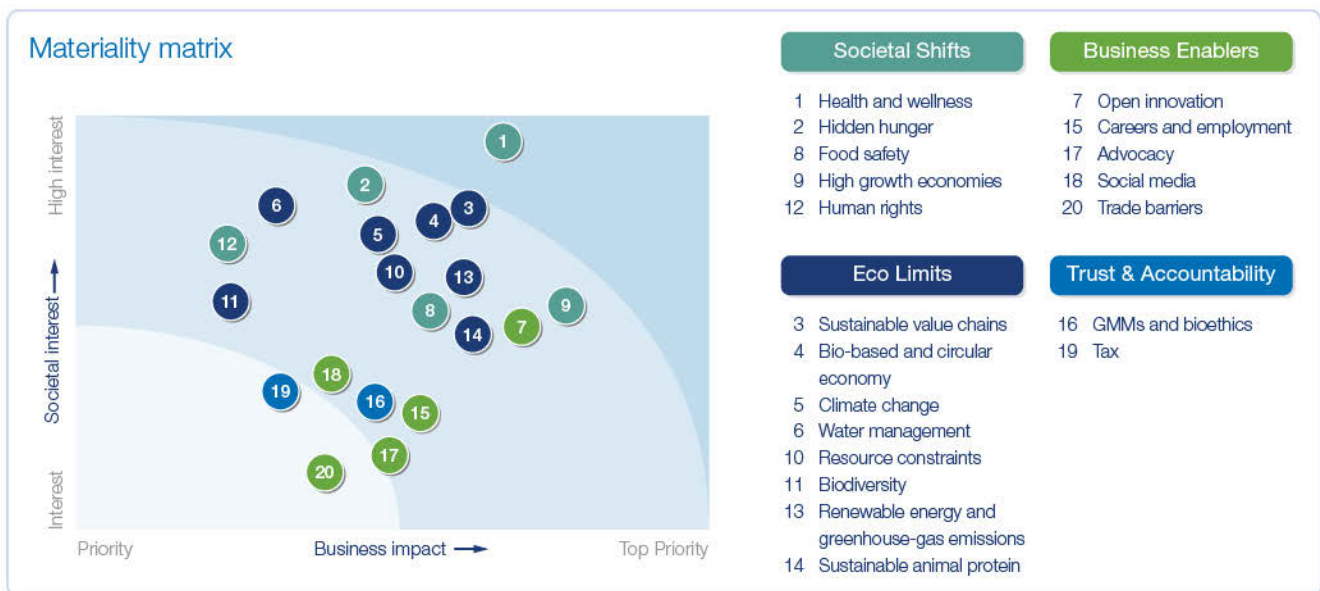 Materiality matrix
High interest
Societal interest
Interest
1
2
3
4
6
5
12
10
13
11
8
9
7
14
18
19
16
15
17
20
Priority
Business impact
Top Priority
Societal Shifts
1 Health and wellness
2 Hidden hunger
8 Food safety
9 High growth economies
12 Human rights
Business Enablers
7 Open innovation
15 Careers and employment
17 Advocacy
18 Social media
20 Trade barriers
Eco Limits
3 Sustainable value chains
4 Bio-based and circular
economy
5 Climate change
6 Water management
10 Resource constraints
11 Biodiversity
13 Renewable energy and
greenhouse-gas emissions
14 Sustainable animal protein
Trust & Accountability
16 GMMs and bioethics
19 Tax